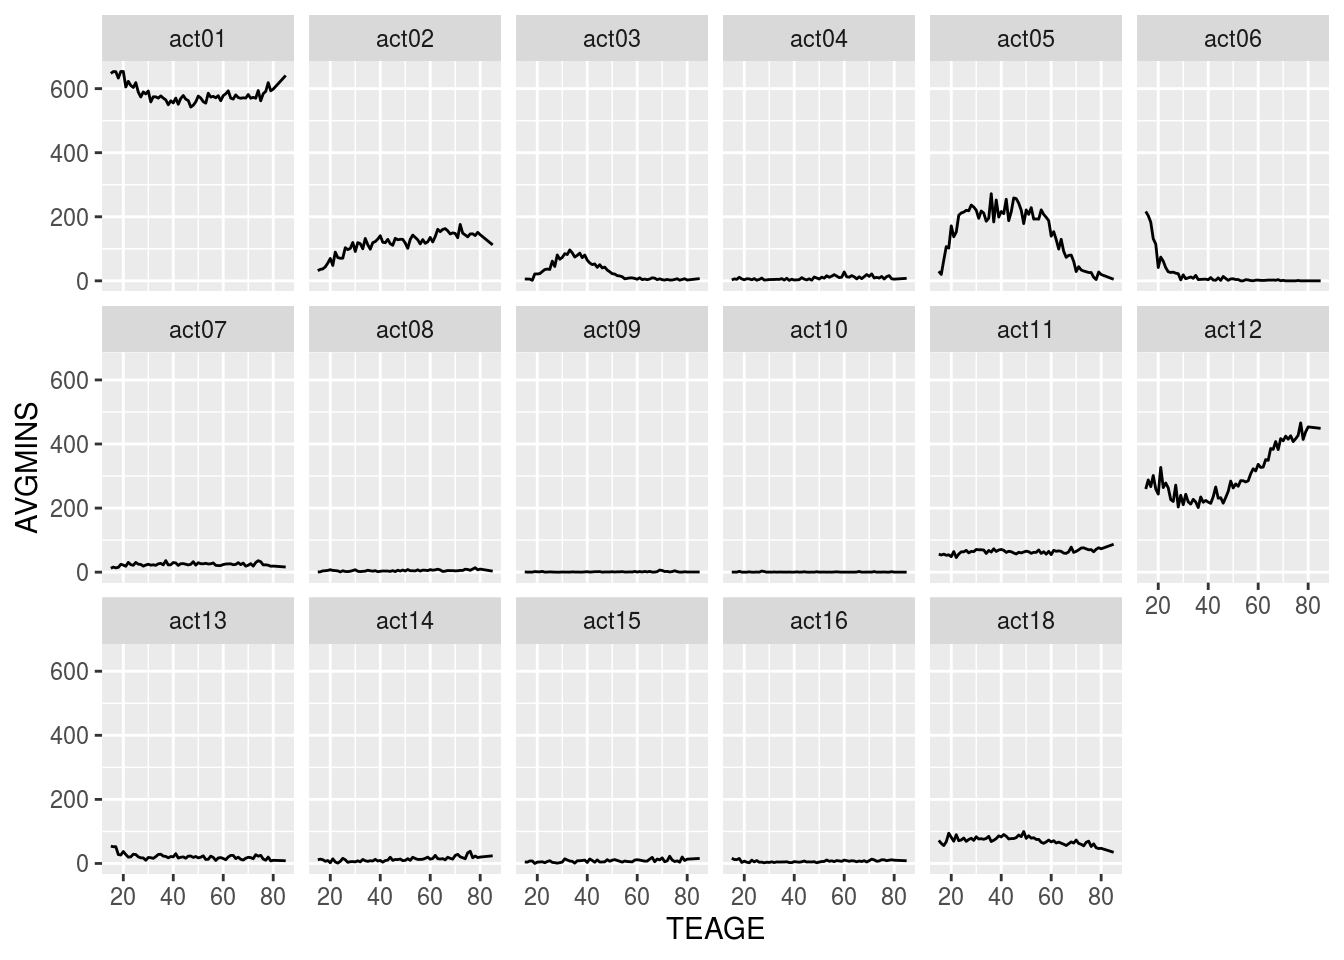 act01 act02 act03 act04 act05 act06
600
400
200
0
act07 act08 act09 act10 act11 act12
600
400
200
0
20 40 60 80
act13 act14 act15 act16 act18
600
400
200
0
20 40 60 80 20 40 60 80 20 40 60 80 20 40 60 80 20 40 60 80
TEAGE
AVGMINS